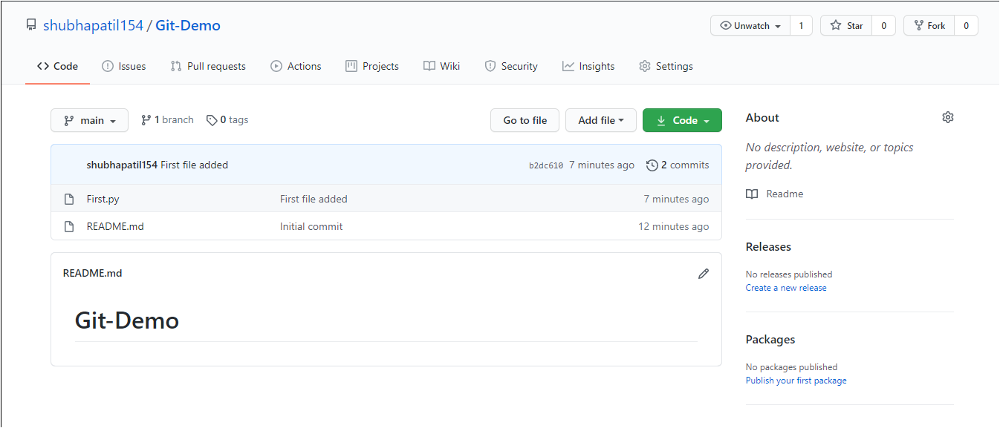 shubhapatil154 / Git-Demo
Unwatch 1 Star 0 Fork 0
Code Issues Pull requests Actions Projects Wiki Security Insights Settings
main 1 branch 0 tags Go to file Add file Code
shubhapatil154 First file added b2dc610 7 minutes ago 2 commits
First.py First file added 7 minutes ago
README.md Initial commit 12 minutes ago
README.md
Git-Demo
About
No description, website, or topics
provided.
Readme
Releases
No releases published
Create a new release
Packages
No packages published
Publish your first package